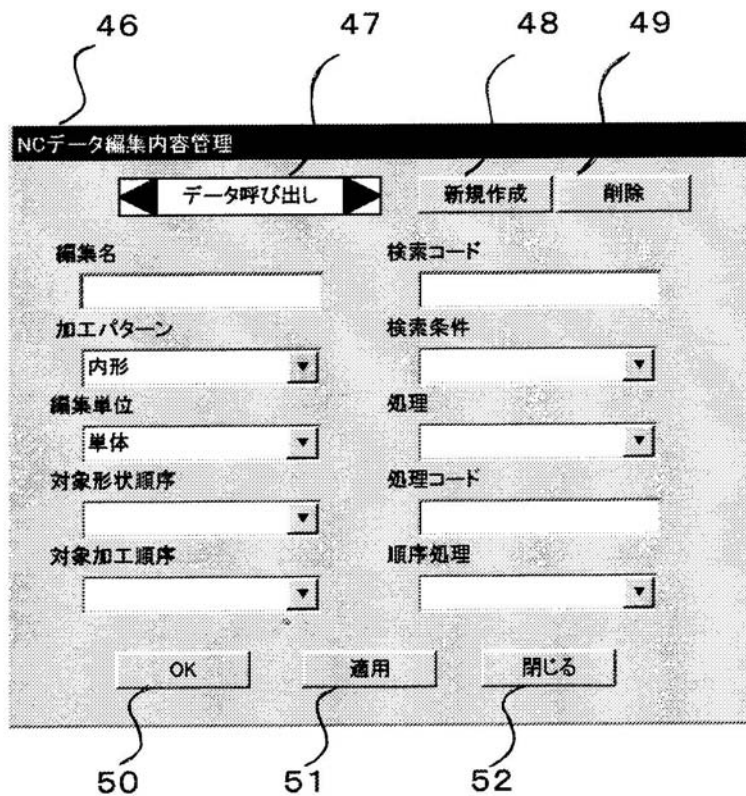 46 47 48 49
NCデータ編集内容管理
データ呼び出し 新規作成 削除
編集名 検索コード
加工パターン 検索条件
内形
編集単位 処理
単体
対象形状順序 処理コード
対象加工順序 順序処理
OK 適用 閉じる
50 51 52